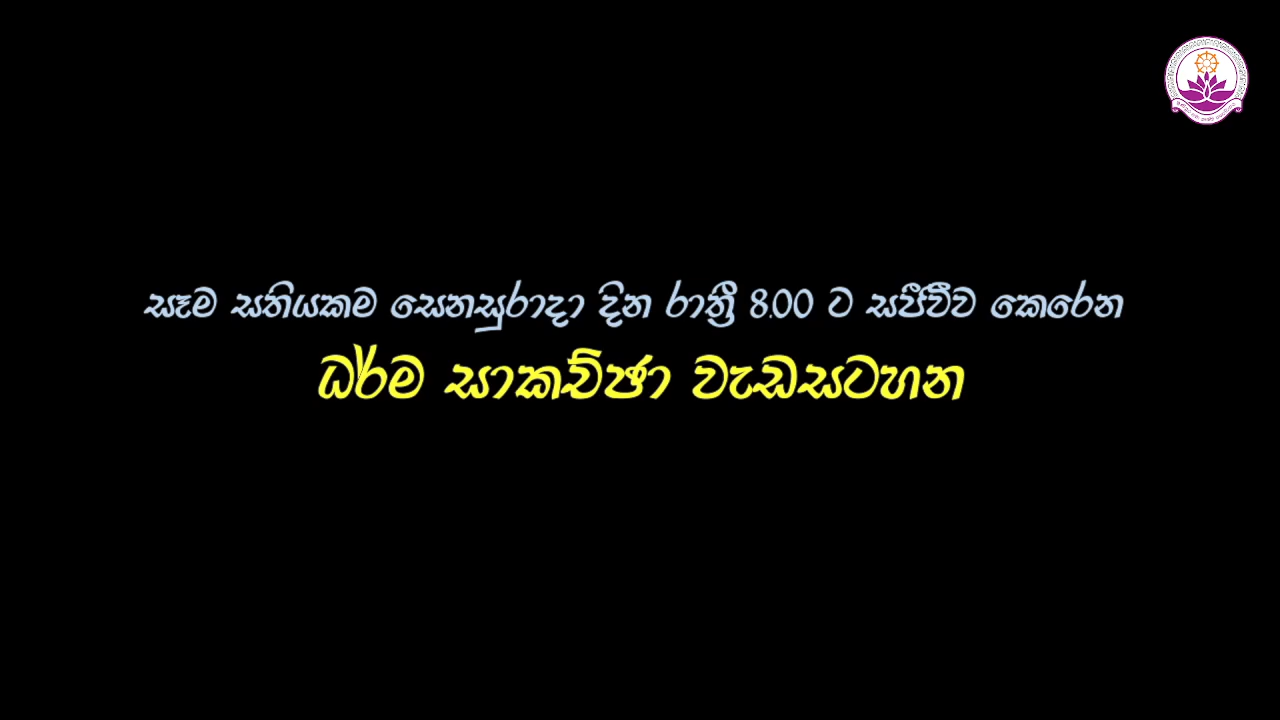 සෑම සතියකම සෙනසුරාදා දින රාත්‍රී 8.00 ට සජීවීව කෙරෙන
ධර්ම සාකච්ඡා වැඩසටහන